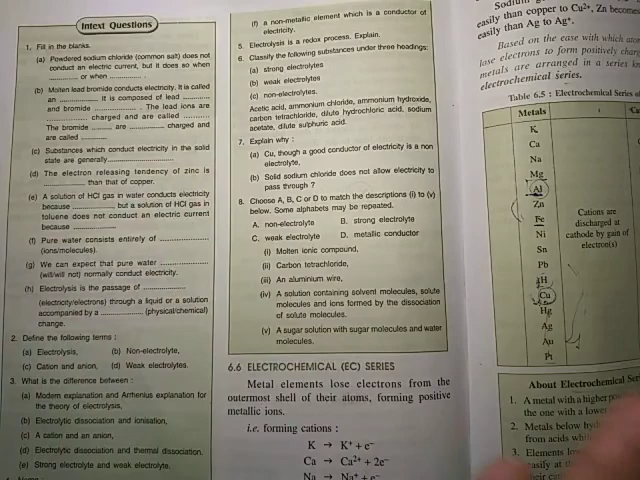 Intext Questions
1. Fill in the blanks.
(a) Powdered sodium chloride (common salt) does not
conduct an electric current, but it does so when
.............. or when .............. .
(b) Molten lead bromide conducts electricity. It is called
an .............. It is composed of lead ..............
and bromide .............. . The lead ions are
.............. charged and are called ..............
The bromide .............. are .............. charged and
are called ..............
(c) Substances which conduct electricity in the solid
state are generally..............
(d) The electron releasing tendency of zinc is
.............. than that of copper.
(e) A solution of HCl gas in water conducts electricity
because .............. but a solution of HCl gas in
toluene does not conduct an electric current
because ..............
(f) Pure water consists entirely of ..............
(ions/molecules).
(g) We can expect that pure water ..............
(will/will not) normally conduct electricity.
(h) Electrolysis is the passage of ..............
(electricity/electrons) through a liquid or a solution
accompanied by a .............. (physical/chemical)
change.
2. Define the following terms :
(a) Electrolysis, (b) Non-electrolyte,
(c) Cation and anion, (d) Weak electrolytes.
3. What is the difference between :
(a) Modern explanation and Arrhenius explanation for
the theory of electrolysis,
(b) Electrolytic dissociation and ionisation,
(c) A cation and an anion,
(d) Electrolytic dissociation and thermal dissociation.
(e) Strong electrolyte and weak electrolyte.
(f) a non-metallic element which is a conductor of
electricity.
5. Electrolysis is a redox process. Explain.
6. Classify the following substances under three headings:
(a) strong electrolytes
(b) weak electrolytes
(c) non-electrolytes.
Acetic acid, ammonium chloride, ammonium hydroxide,
carbon tetrachloride, dilute hydrochloric acid, sodium
acetate, dilute sulphuric acid.
7. Explain why :
(a) Cu, though a good conductor of electricity is a non
electrolyte,
(b) Solid sodium chloride does not allow electricity to
pass through ?
8. Choose A, B, C or D to match the descriptions (i) to (v)
below. Some alphabets may be repeated.
A. non-electrolyte B. strong electrolyte
C. weak electrolyte D. metallic conductor
(i) Molten ionic compound,
(ii) Carbon tetrachloride,
(iii) An aluminium wire,
(iv) A solution containing solvent molecules, solute
molecules and ions formed by the dissociation
of solute molecules.
(v) A sugar solution with sugar molecules and water
molecules.
6.6 ELECTROCHEMICAL (EC) SERIES
Metal elements lose electrons from the
outermost shell of their atoms, forming positive
metallic ions.
i.e. forming cations :
K → K⁺ + e⁻
Ca → Ca²⁺ + 2e⁻
Na → Na⁺ + e⁻
easily than copper to Cu²⁺, Zn becomes
easily than Ag to Ag⁺.
Based on the ease with which
lose electrons to form positively
metals are arranged in a series
electrochemical series.
Table 6.5 : Electrochemical Series
Metals
K
Ca
Na
Mg
Al
Zn
Fe
Ni
Sn
Pb
H
Cu
Hg
Ag
Au
Pt
Cations are
discharged at
cathode by gain of
electron(s)
About Electrochemical
1. A metal with a higher
the one with a lower
2. Metals below
from acids
3. Elements
easily